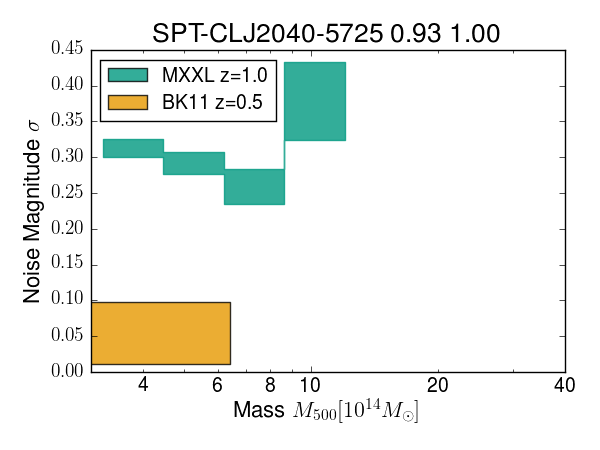 SPT-CLJ2040-5725 0.93 1.00
0.45
0.40
0.35
0.30
0.25
0.20
0.15
0.10
0.05
0.00
Noise Magnitude σ
MXXL z=1.0
BK11 z=0.5
4 6 8 10 20 40
Mass M₅₀₀[10¹⁴M⊙]